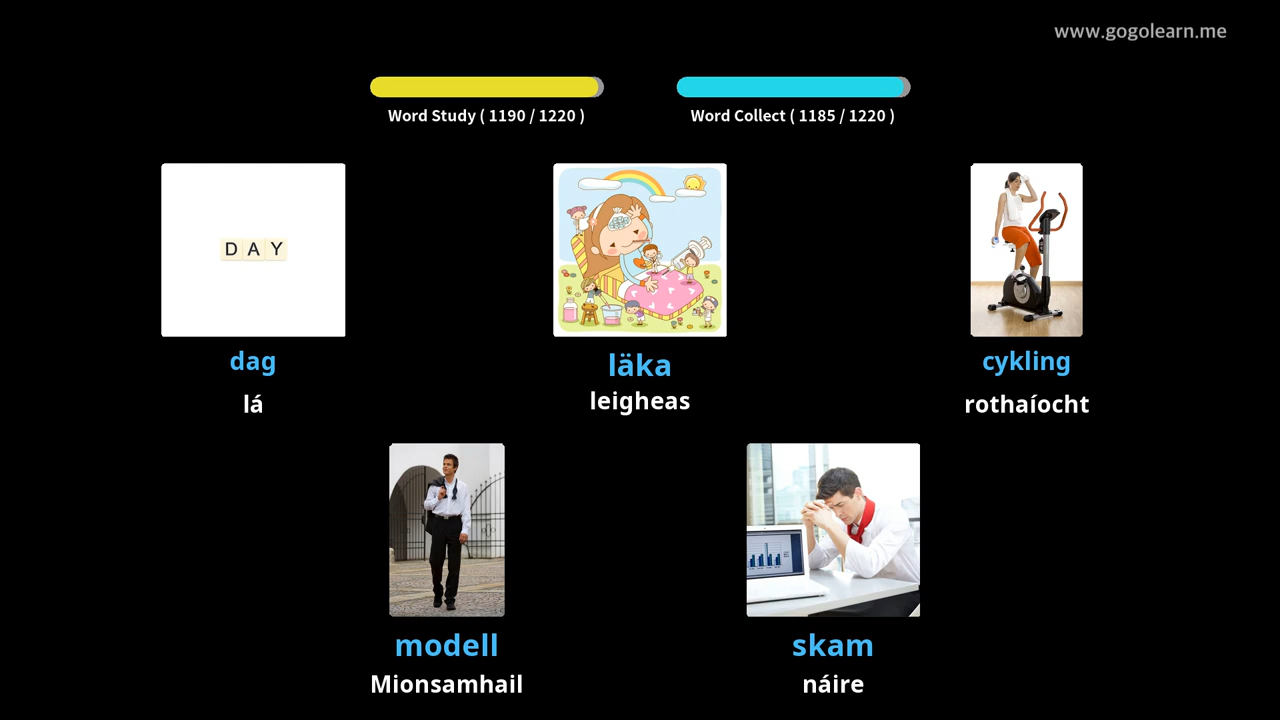 www.gogolearn.me
Word Study ( 1190 / 1220 )
Word Collect ( 1185 / 1220 )
D A Y
dag
lá
läka
leigheas
cykling
rothaíocht
modell
Mionsamhail
skam
náire